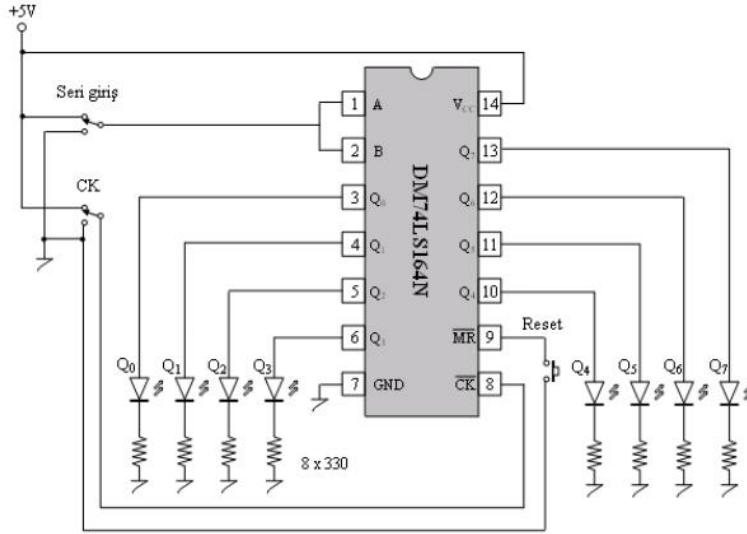 +5V
Seri giriş
CK
DM74LS164N
1 A
2 B
3 Q0
4 Q1
5 Q2
6 Q3
7 GND
14 VCC
13 Q7
12 Q6
11 Q5
10 Q4
9 MR
8 CK
Reset
Q0 Q1 Q2 Q3
Q4 Q5 Q6 Q7
8 x 330